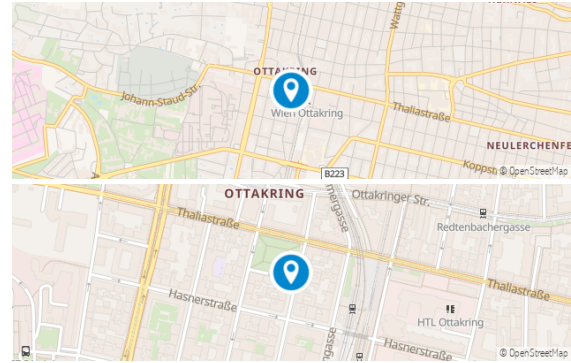 OTTAKRING
Johann-Staud-Str.
Wien Ottakring
Thaliastraße
NEULERCHENFE
Koppst
B223
© OpenStreetMap
OTTAKRING
Ottakringer Str.
Thaliastraße
Redtenbachergasse
Thaliastraße
Hasnerstraße
HTL Ottakring
Hasnerstraße
© OpenStreetMap